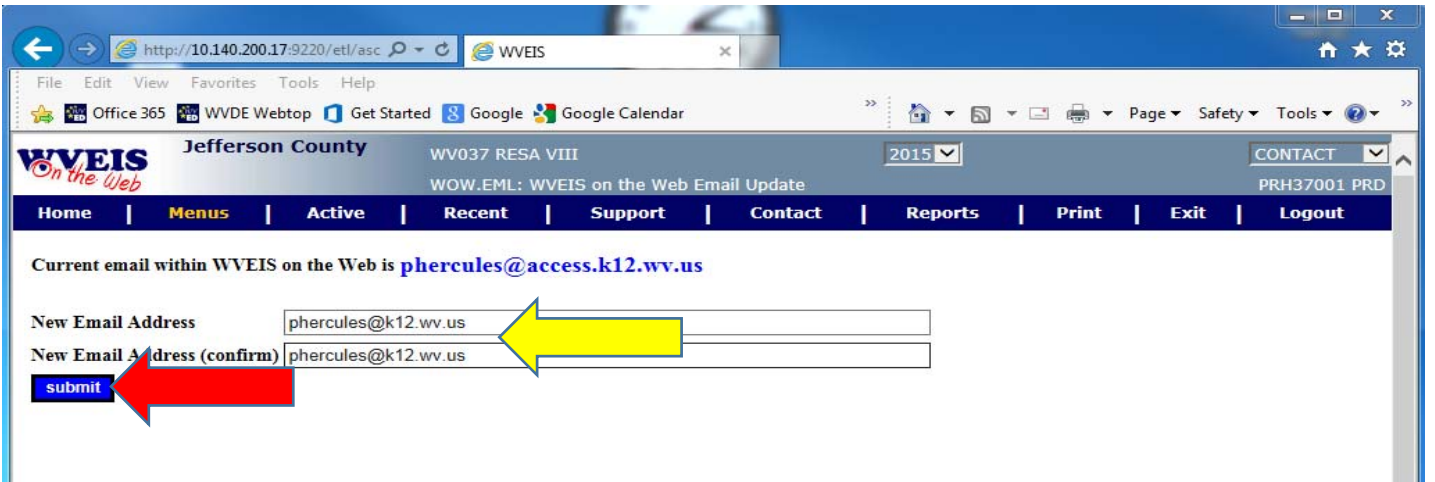 http://10.140.200.17:9220/etl/asc WVEIS
File Edit View Favorites Tools Help
Office 365 WVDE Webtop Get Started Google Google Calendar Page Safety Tools
WVEIS On the Web Jefferson County WV037 RESA VIII 2015 CONTACT
WOW.EML: WVEIS on the Web Email Update PRH37001 PRD
Home | Menus | Active | Recent | Support | Contact | Reports | Print | Exit | Logout
Current email within WVEIS on the Web is phercules@access.k12.wv.us
New Email Address phercules@k12.wv.us
New Email Address (confirm) phercules@k12.wv.us
submit